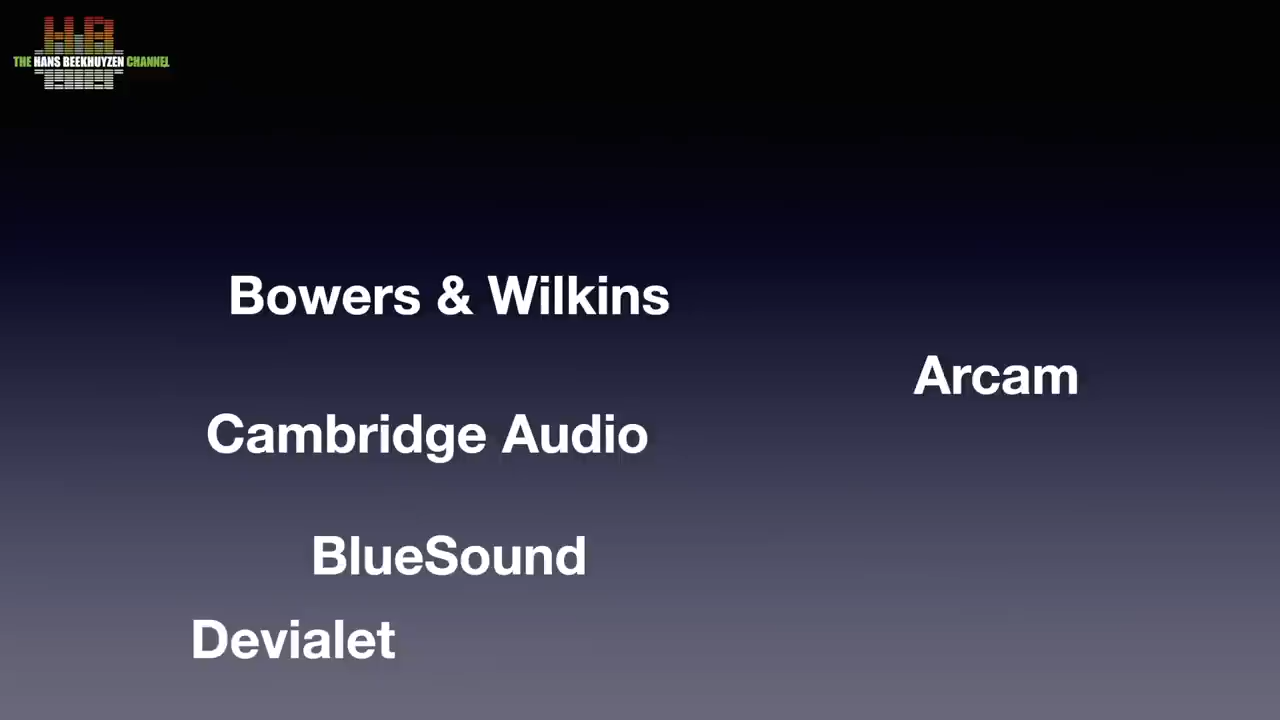 THE HANS BEEKHUYZEN CHANNEL
Bowers & Wilkins
Arcam
Cambridge Audio
BlueSound
Devialet